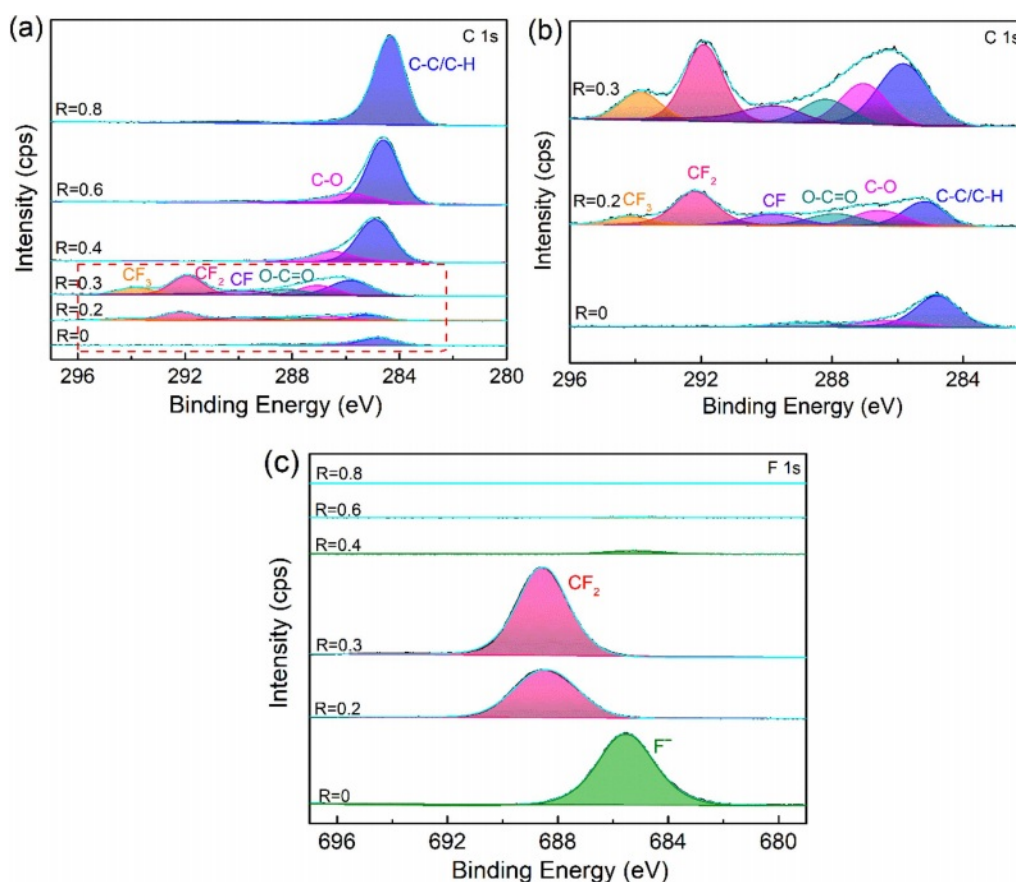 (a)
C 1s
C-C/C-H
R=0.8
C-O
R=0.6
R=0.4
CF₃
CF₂
CF
O-C=O
R=0.3
R=0.2
R=0
296
292
288
284
280
Binding Energy (eV)
Intensity (cps)
(b)
C 1s
R=0.3
R=0.2
CF₃
CF₂
CF
O-C=O
C-O
C-C/C-H
R=0
296
292
288
284
Binding Energy (eV)
Intensity (cps)
(c)
F 1s
R=0.8
R=0.6
R=0.4
CF₂
R=0.3
R=0.2
F⁻
R=0
696
692
688
684
680
Binding Energy (eV)
Intensity (cps)